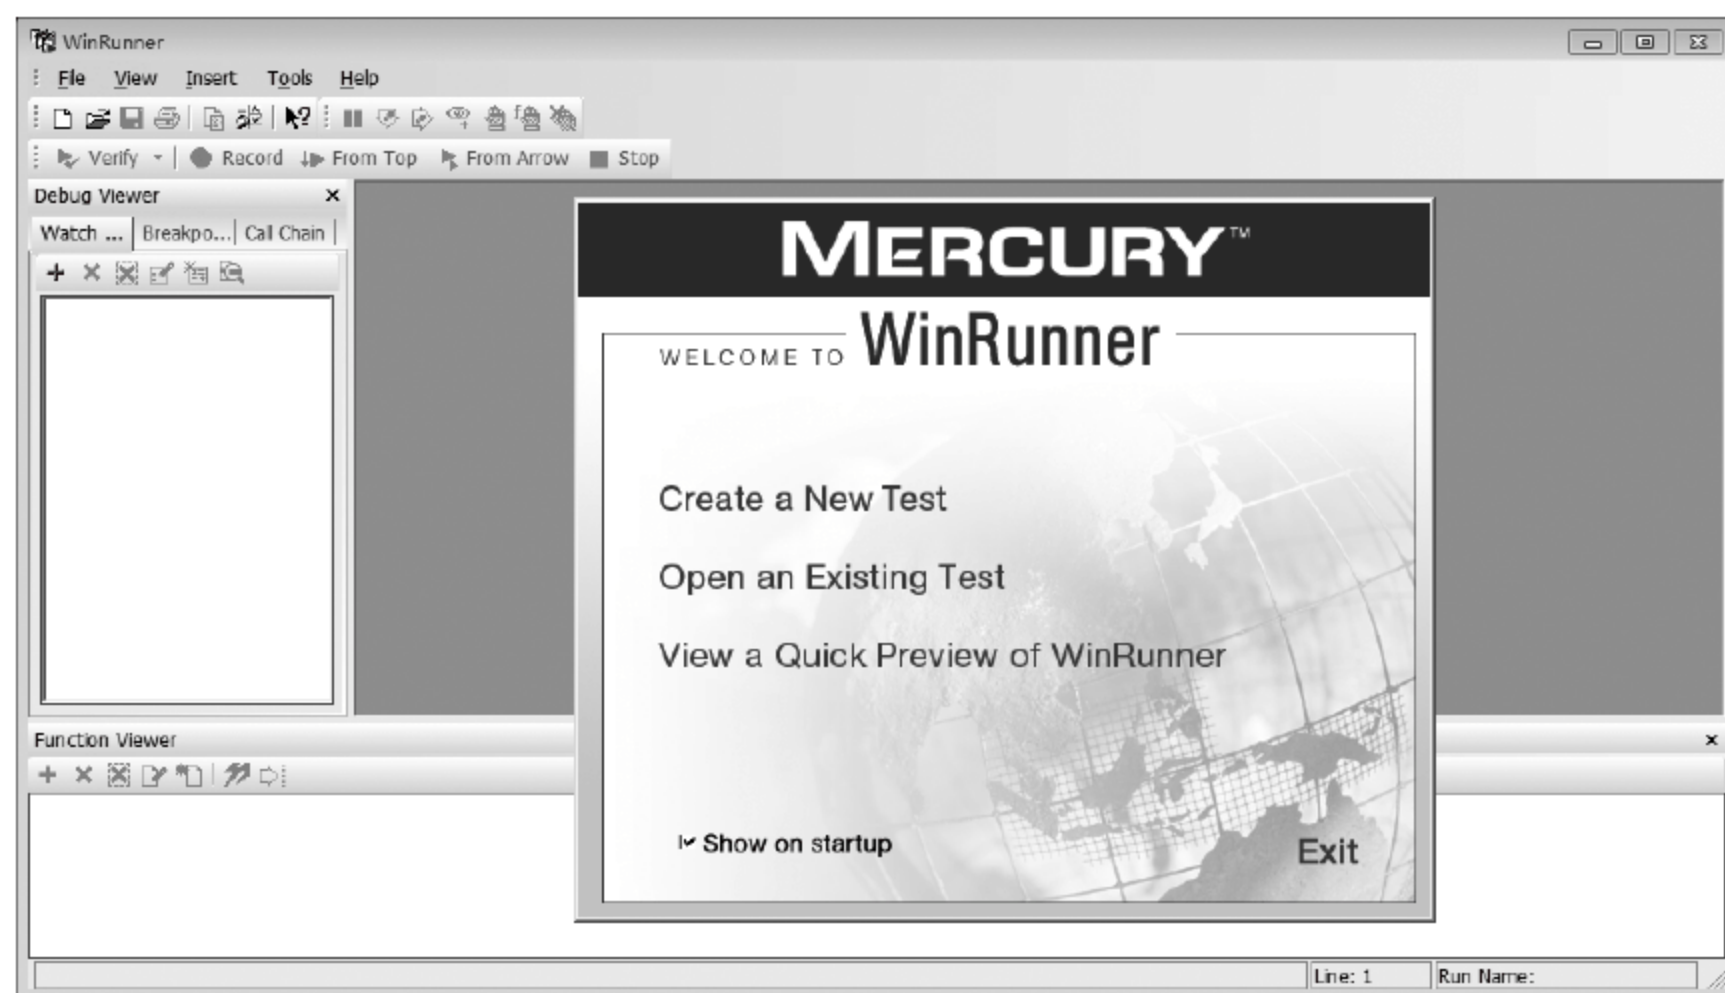 WinRunner
File View Insert Tools Help
Verify Record From Top From Arrow Stop
Debug Viewer
Watch ... Breakpo... Call Chain
MERCURY™
WELCOME TO WinRunner
Create a New Test
Open an Existing Test
View a Quick Preview of WinRunner
Show on startup
Exit
Function Viewer
Line: 1 Run Name: